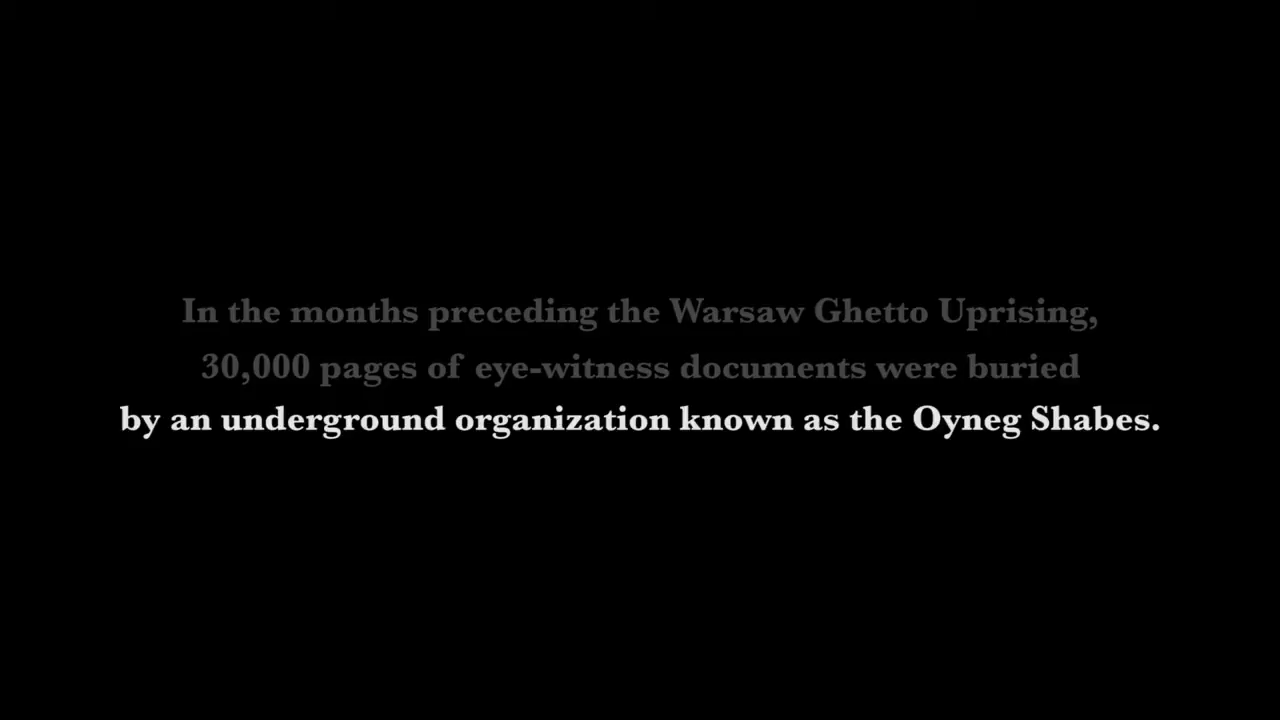 In the months preceding the Warsaw Ghetto Uprising,
30,000 pages of eye-witness documents were buried
by an underground organization known as the Oyneg Shabes.